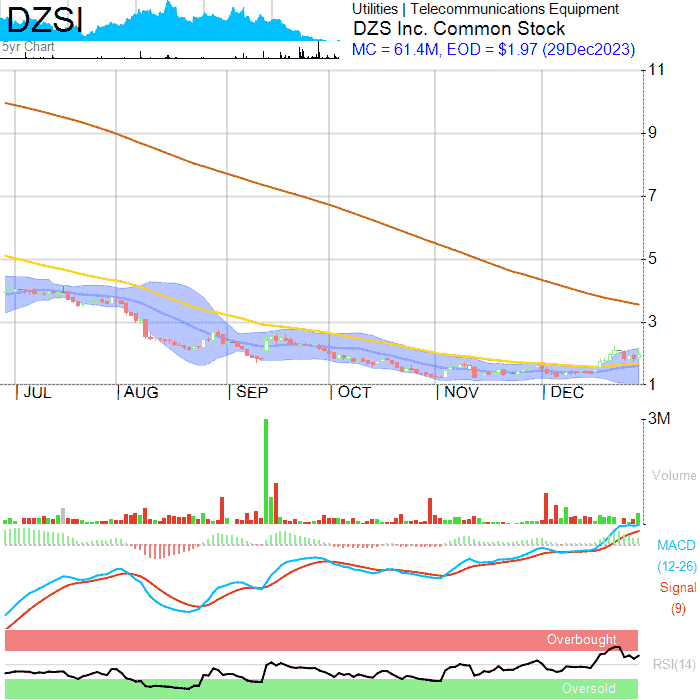 DZSI
5yr Chart
Utilities | Telecommunications Equipment
DZS Inc. Common Stock
MC = 61.4M, EOD = $1.97 (29Dec2023)
11
9
7
5
3
1
JUL AUG SEP OCT NOV DEC
3M
Volume
MACD
(12-26)
Signal
(9)
Overbought
RSI(14)
Oversold